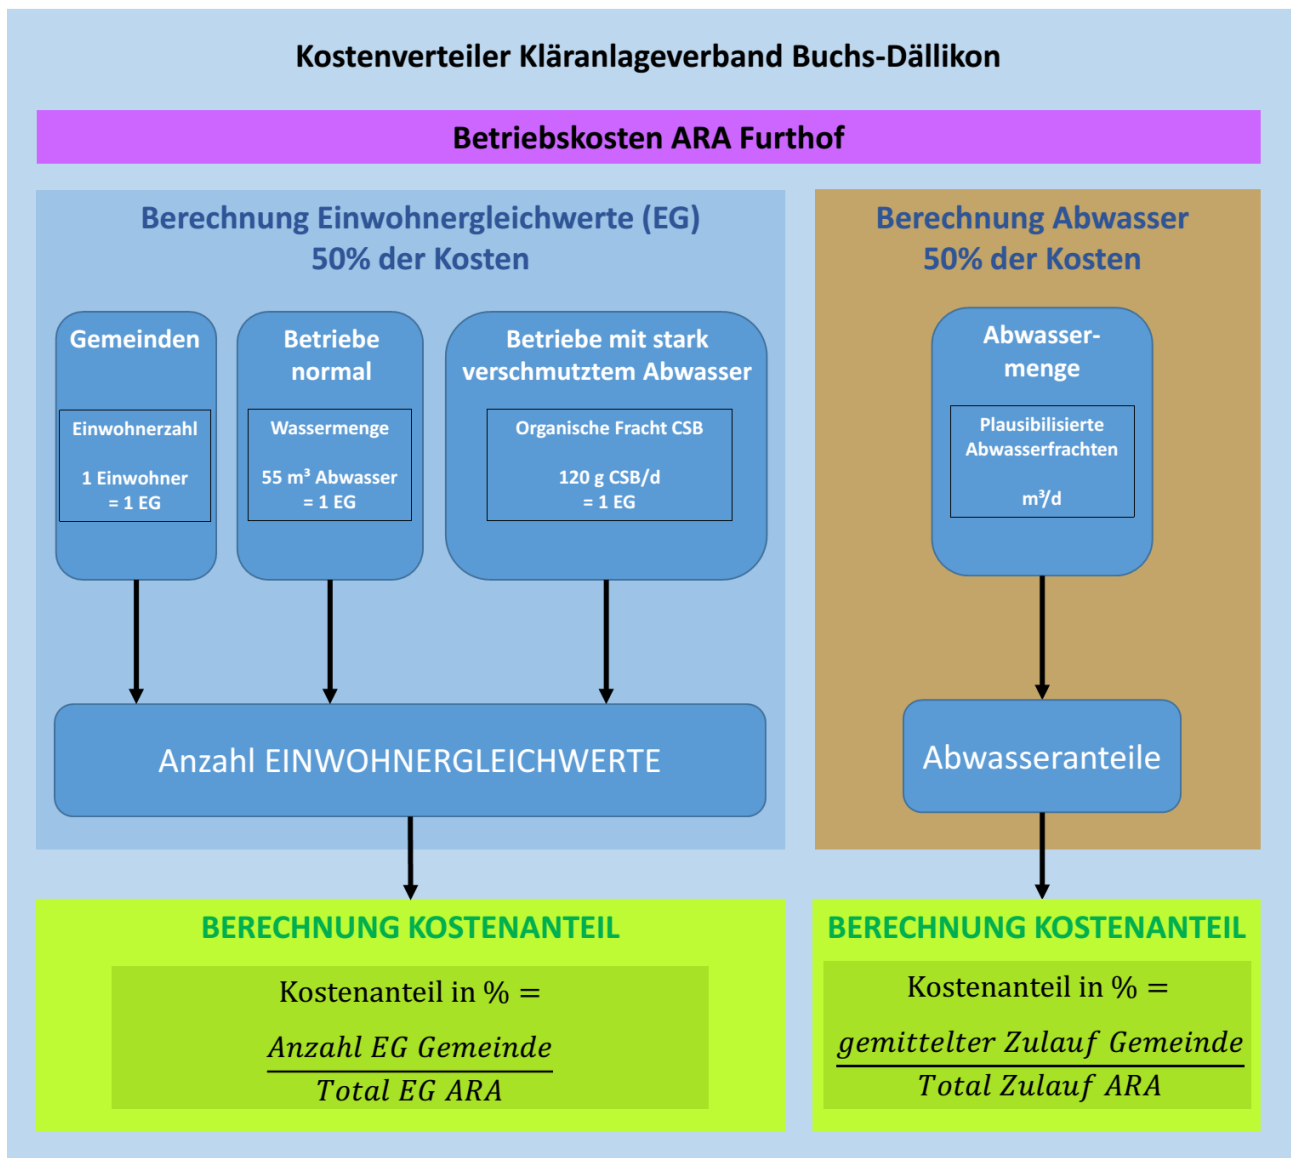 Kostenverteiler Kläranlageverband Buchs-Dällikon
Betriebskosten ARA Furthof
Berechnung Einwohnergleichwerte (EG)
50% der Kosten
Gemeinden
Einwohnerzahl
1 Einwohner
= 1 EG
Betriebe
normal
Wassermenge
55 m³ Abwasser
= 1 EG
Betriebe mit stark
verschmutztem Abwasser
Organische Fracht CSB
120 g CSB/d
= 1 EG
Anzahl EINWOHNERGLEICHWERTE
BERECHNUNG KOSTENANTEIL
Kostenanteil in % =
Anzahl EG Gemeinde
Total EG ARA
Berechnung Abwasser
50% der Kosten
Abwasser-
menge
Plausibilisierte
Abwasserfrachten
m³/d
Abwasseranteile
BERECHNUNG KOSTENANTEIL
Kostenanteil in % =
gemittelter Zulauf Gemeinde
Total Zulauf ARA